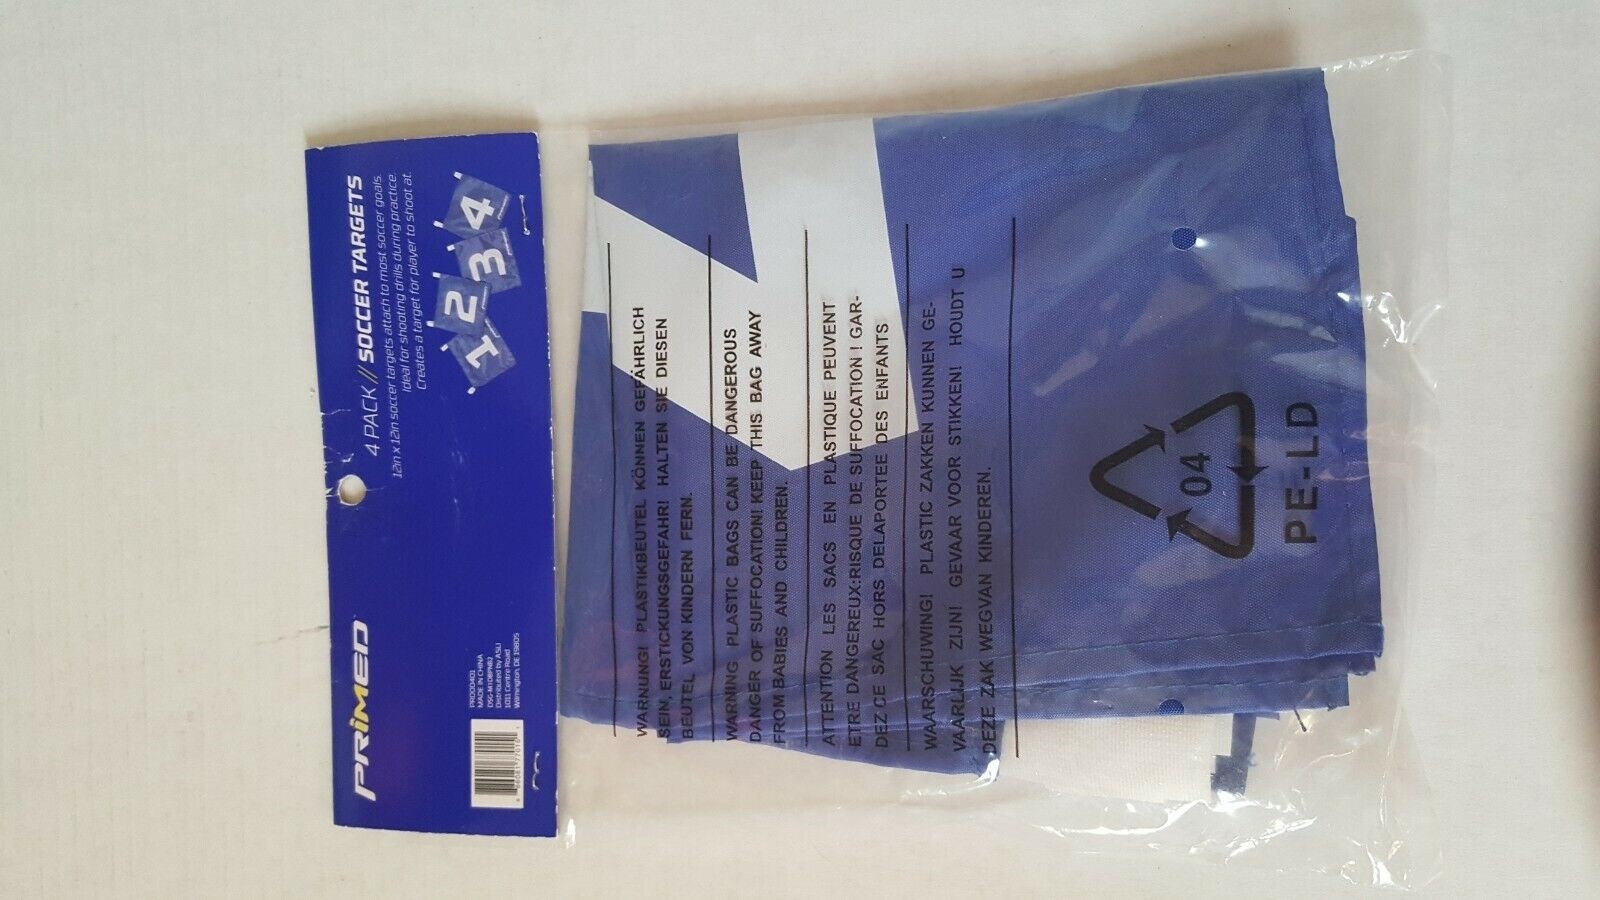 PRIMED
4 PACK // SOCCER TARGETS
12in x 12in soccer targets attach to most soccer goals.
Ideal for shooting drills during practice.
Creates a target for player to shoot at.
1
2
3
4
PRO00401
MADE IN CHINA
Distributed by ASLI
1011 Centre Road
Wilmington, DE 19805
WARNUNG! PLASTIKBEUTEL KÖNNEN GEFÄHRLICH
SEIN, ERSTICKUNGSGEFAHR! HALTEN SIE DIESEN
BEUTEL VON KINDERN FERN.
WARNING PLASTIC BAGS CAN BE DANGEROUS
DANGER OF SUFFOCATION! KEEP THIS BAG AWAY
FROM BABIES AND CHILDREN.
ATTENTION LES SACS EN PLASTIQUE PEUVENT
ETRE DANGEREUX:RISQUE DE SUFFOCATION ! GAR-
DEZ CE SAC HORS DELAPORTEE DES ENFANTS
WAARSCHUWING! PLASTIC ZAKKEN KUNNEN GE-
VAARLIJK ZIJN! GEVAAR VOOR STIKKEN! HOUDT U
DEZE ZAK WEGVAN KINDEREN.
04
PE-LD